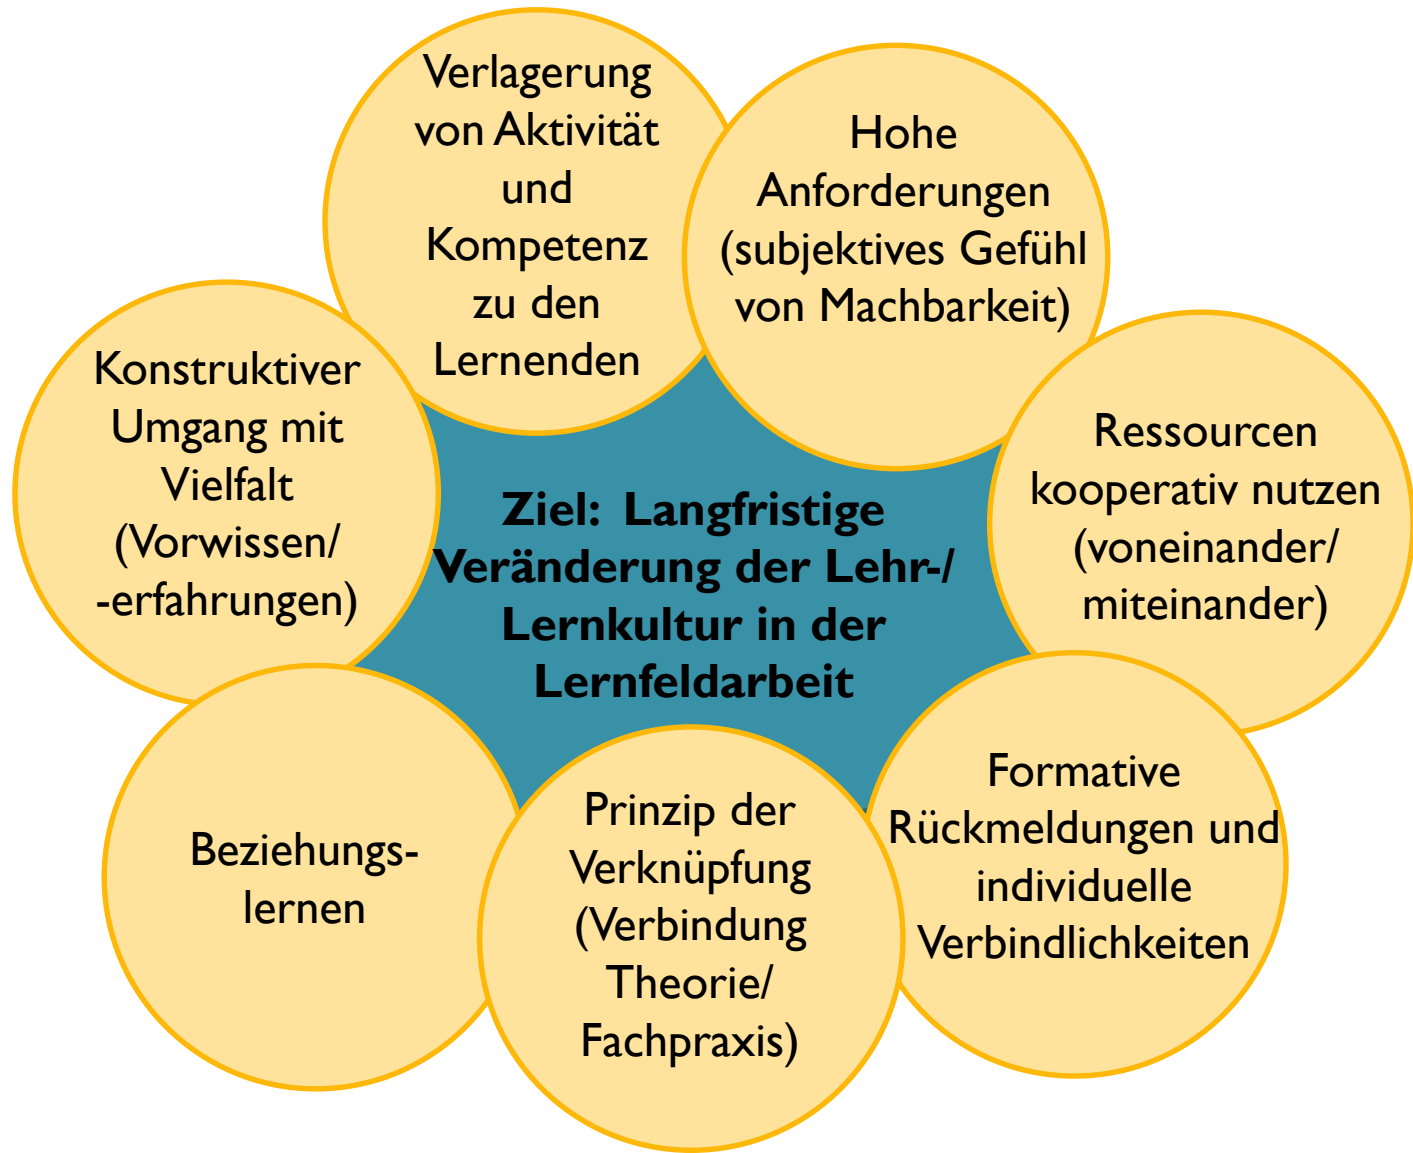 Verlagerung
von Aktivität
und
Kompetenz
zu den
Lernenden
Hohe
Anforderungen
(subjektives Gefühl
von Machbarkeit)
Konstruktiver
Umgang mit
Vielfalt
(Vorwissen/
-erfahrungen)
Ressourcen
kooperativ nutzen
(voneinander/
miteinander)
Ziel: Langfristige
Veränderung der Lehr-/
Lernkultur in der
Lernfeldarbeit
Beziehungs-
lernen
Prinzip der
Verknüpfung
(Verbindung
Theorie/
Fachpraxis)
Formative
Rückmeldungen und
individuelle
Verbindlichkeiten